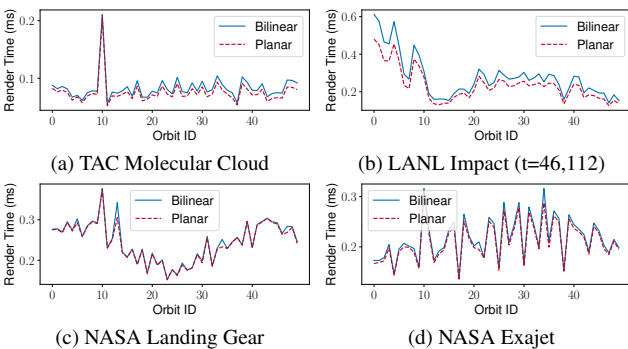 Render Time (ms)
0.2
0.1
Bilinear
Planar
0 10 20 30 40
Orbit ID
(a) TAC Molecular Cloud
Render Time (ms)
0.6
0.4
0.2
Bilinear
Planar
0 10 20 30 40
Orbit ID
(b) LANL Impact (t=46,112)
Render Time (ms)
0.3
0.2
Bilinear
Planar
0 10 20 30 40
Orbit ID
(c) NASA Landing Gear
Render Time (ms)
0.3
0.2
Bilinear
Planar
0 10 20 30 40
Orbit ID
(d) NASA Exajet